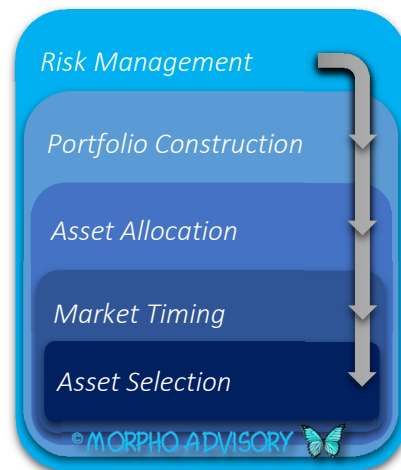 Risk Management
Portfolio Construction
Asset Allocation
Market Timing
Asset Selection
© MORPHO ADVISORY